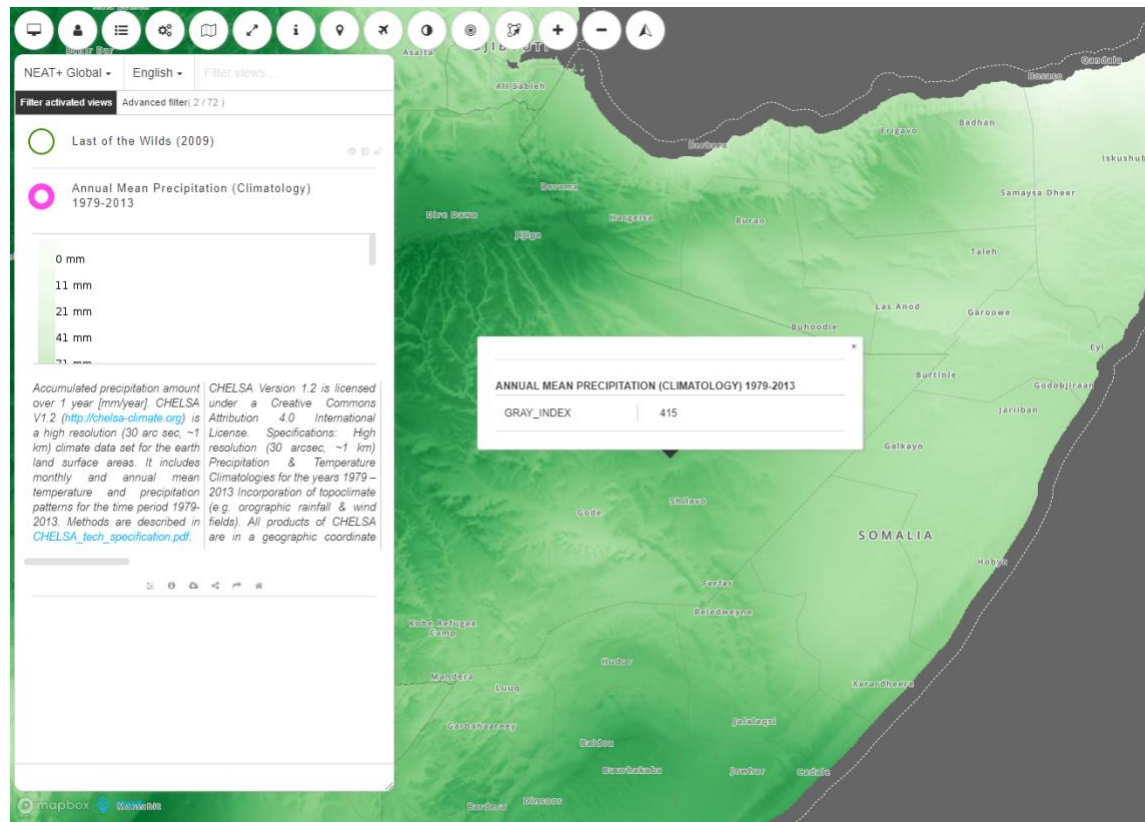 NEAT+ Global
English
Filter views ...
Filter activated views
Advanced filter( 2 / 72 )
Last of the Wilds (2009)
Annual Mean Precipitation (Climatology)
1979-2013
0 mm
11 mm
21 mm
41 mm
71 mm
Accumulated precipitation amount
over 1 year [mm/year]. CHELSA
V1.2 (http://chelsa-climate.org) is
a high resolution (30 arc sec, ~1
km) climate data set for the earth
land surface areas. It includes
monthly and annual mean
temperature and precipitation
patterns for the time period 1979-
2013. Methods are described in
CHELSA_tech_specification.pdf.
CHELSA Version 1.2 is licensed
under a Creative Commons
Attribution 4.0 International
License. Specifications: High
resolution (30 arcsec, ~1 km)
Precipitation & Temperature
Climatologies for the years 1979 –
2013 Incorporation of topoclimate
(e.g. orographic rainfall & wind
fields). All products of CHELSA
are in a geographic coordinate
mapbox
Marsabit
Asaita
DJIBOUTI
Ali Sabieh
Qandala
Bosaso
Badhan
Erigavo
Berbera
Iskushub
Borama
Samaysa Dheer
Dire Dawa
Hargeisa
Burao
Jijiga
Taleh
Las Anod
Garoowe
Buhoodle
Eyl
×
ANNUAL MEAN PRECIPITATION (CLIMATOLOGY) 1979-2013
GRAY_INDEX
415
Burtinle
Godobjiraan
Jariiban
Galkayo
Shilavo
Gode
SOMALIA
Hobyo
Ferfer
Beledweyne
Kobe Refugee
Camp
Hudur
Mandera
Luuq
Xarardheere
Garbahaarrey
Jalalaqsi
Baidoa
Buurhakaba
Jowhar
Cadale
Bardera
Diinsoor